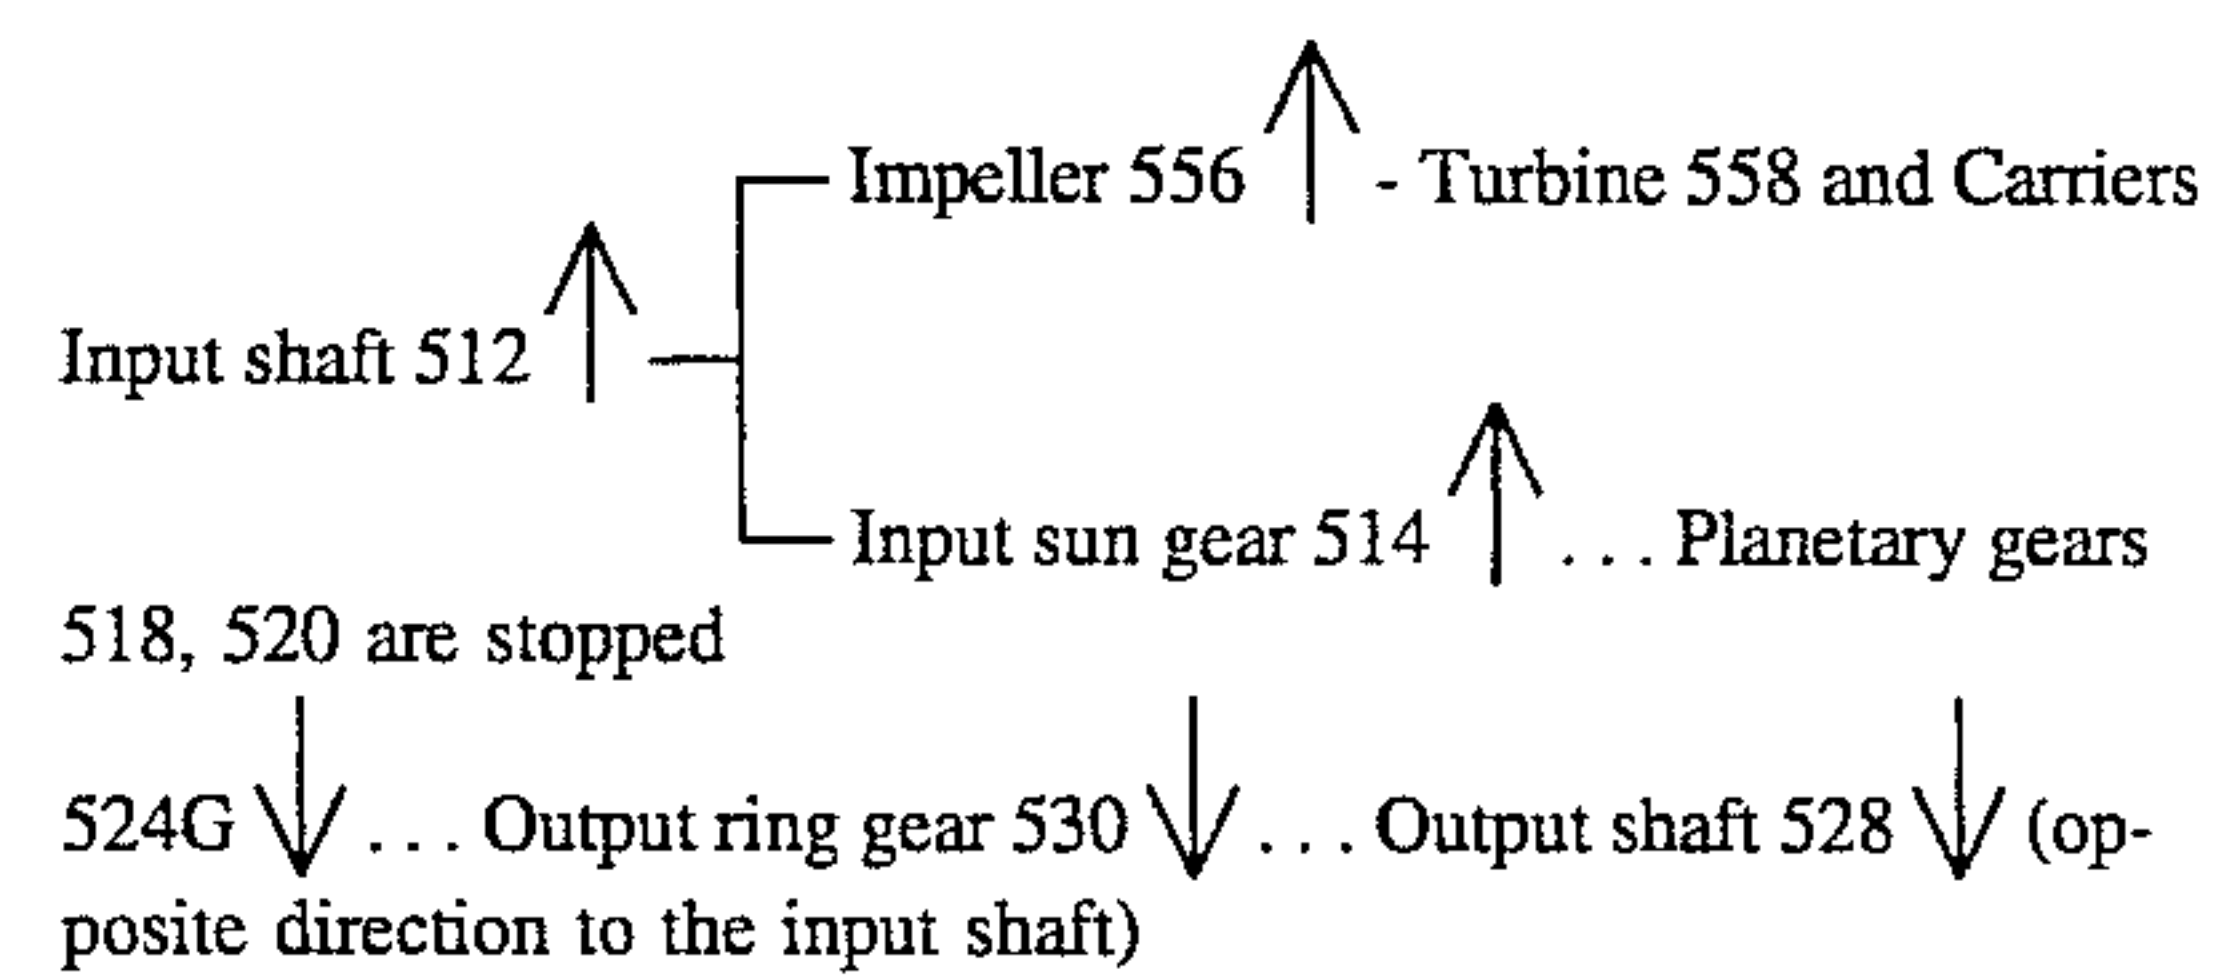 Impeller 556 ↑ - Turbine 558 and Carriers
Input shaft 512 ↑
Input sun gear 514 ↑ . . . Planetary gears
518, 520 are stopped
524G ↓ . . . Output ring gear 530 ↓ . . . Output shaft 528 ↓ (op-
posite direction to the input shaft)